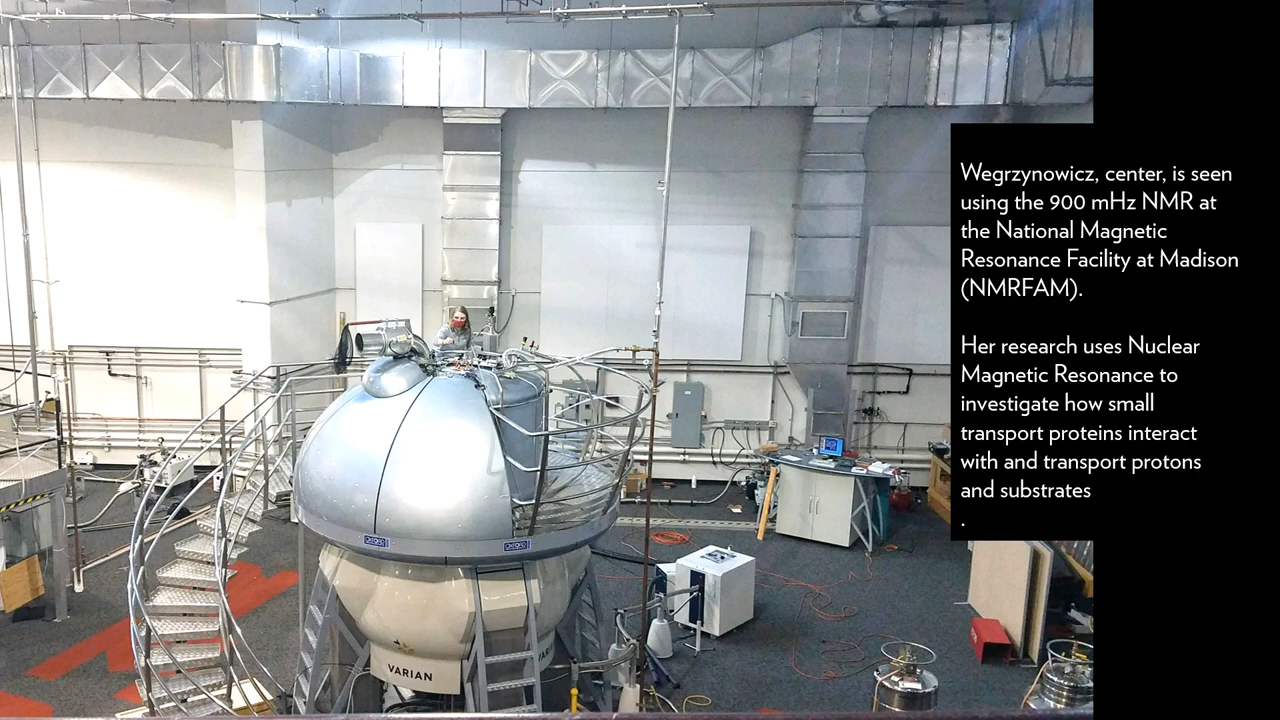 Wegrzynowicz, center, is seen
using the 900 mHz NMR at
the National Magnetic
Resonance Facility at Madison
(NMRFAM).
Her research uses Nuclear
Magnetic Resonance to
investigate how small
transport proteins interact
with and transport protons
and substrates
.
VARIAN